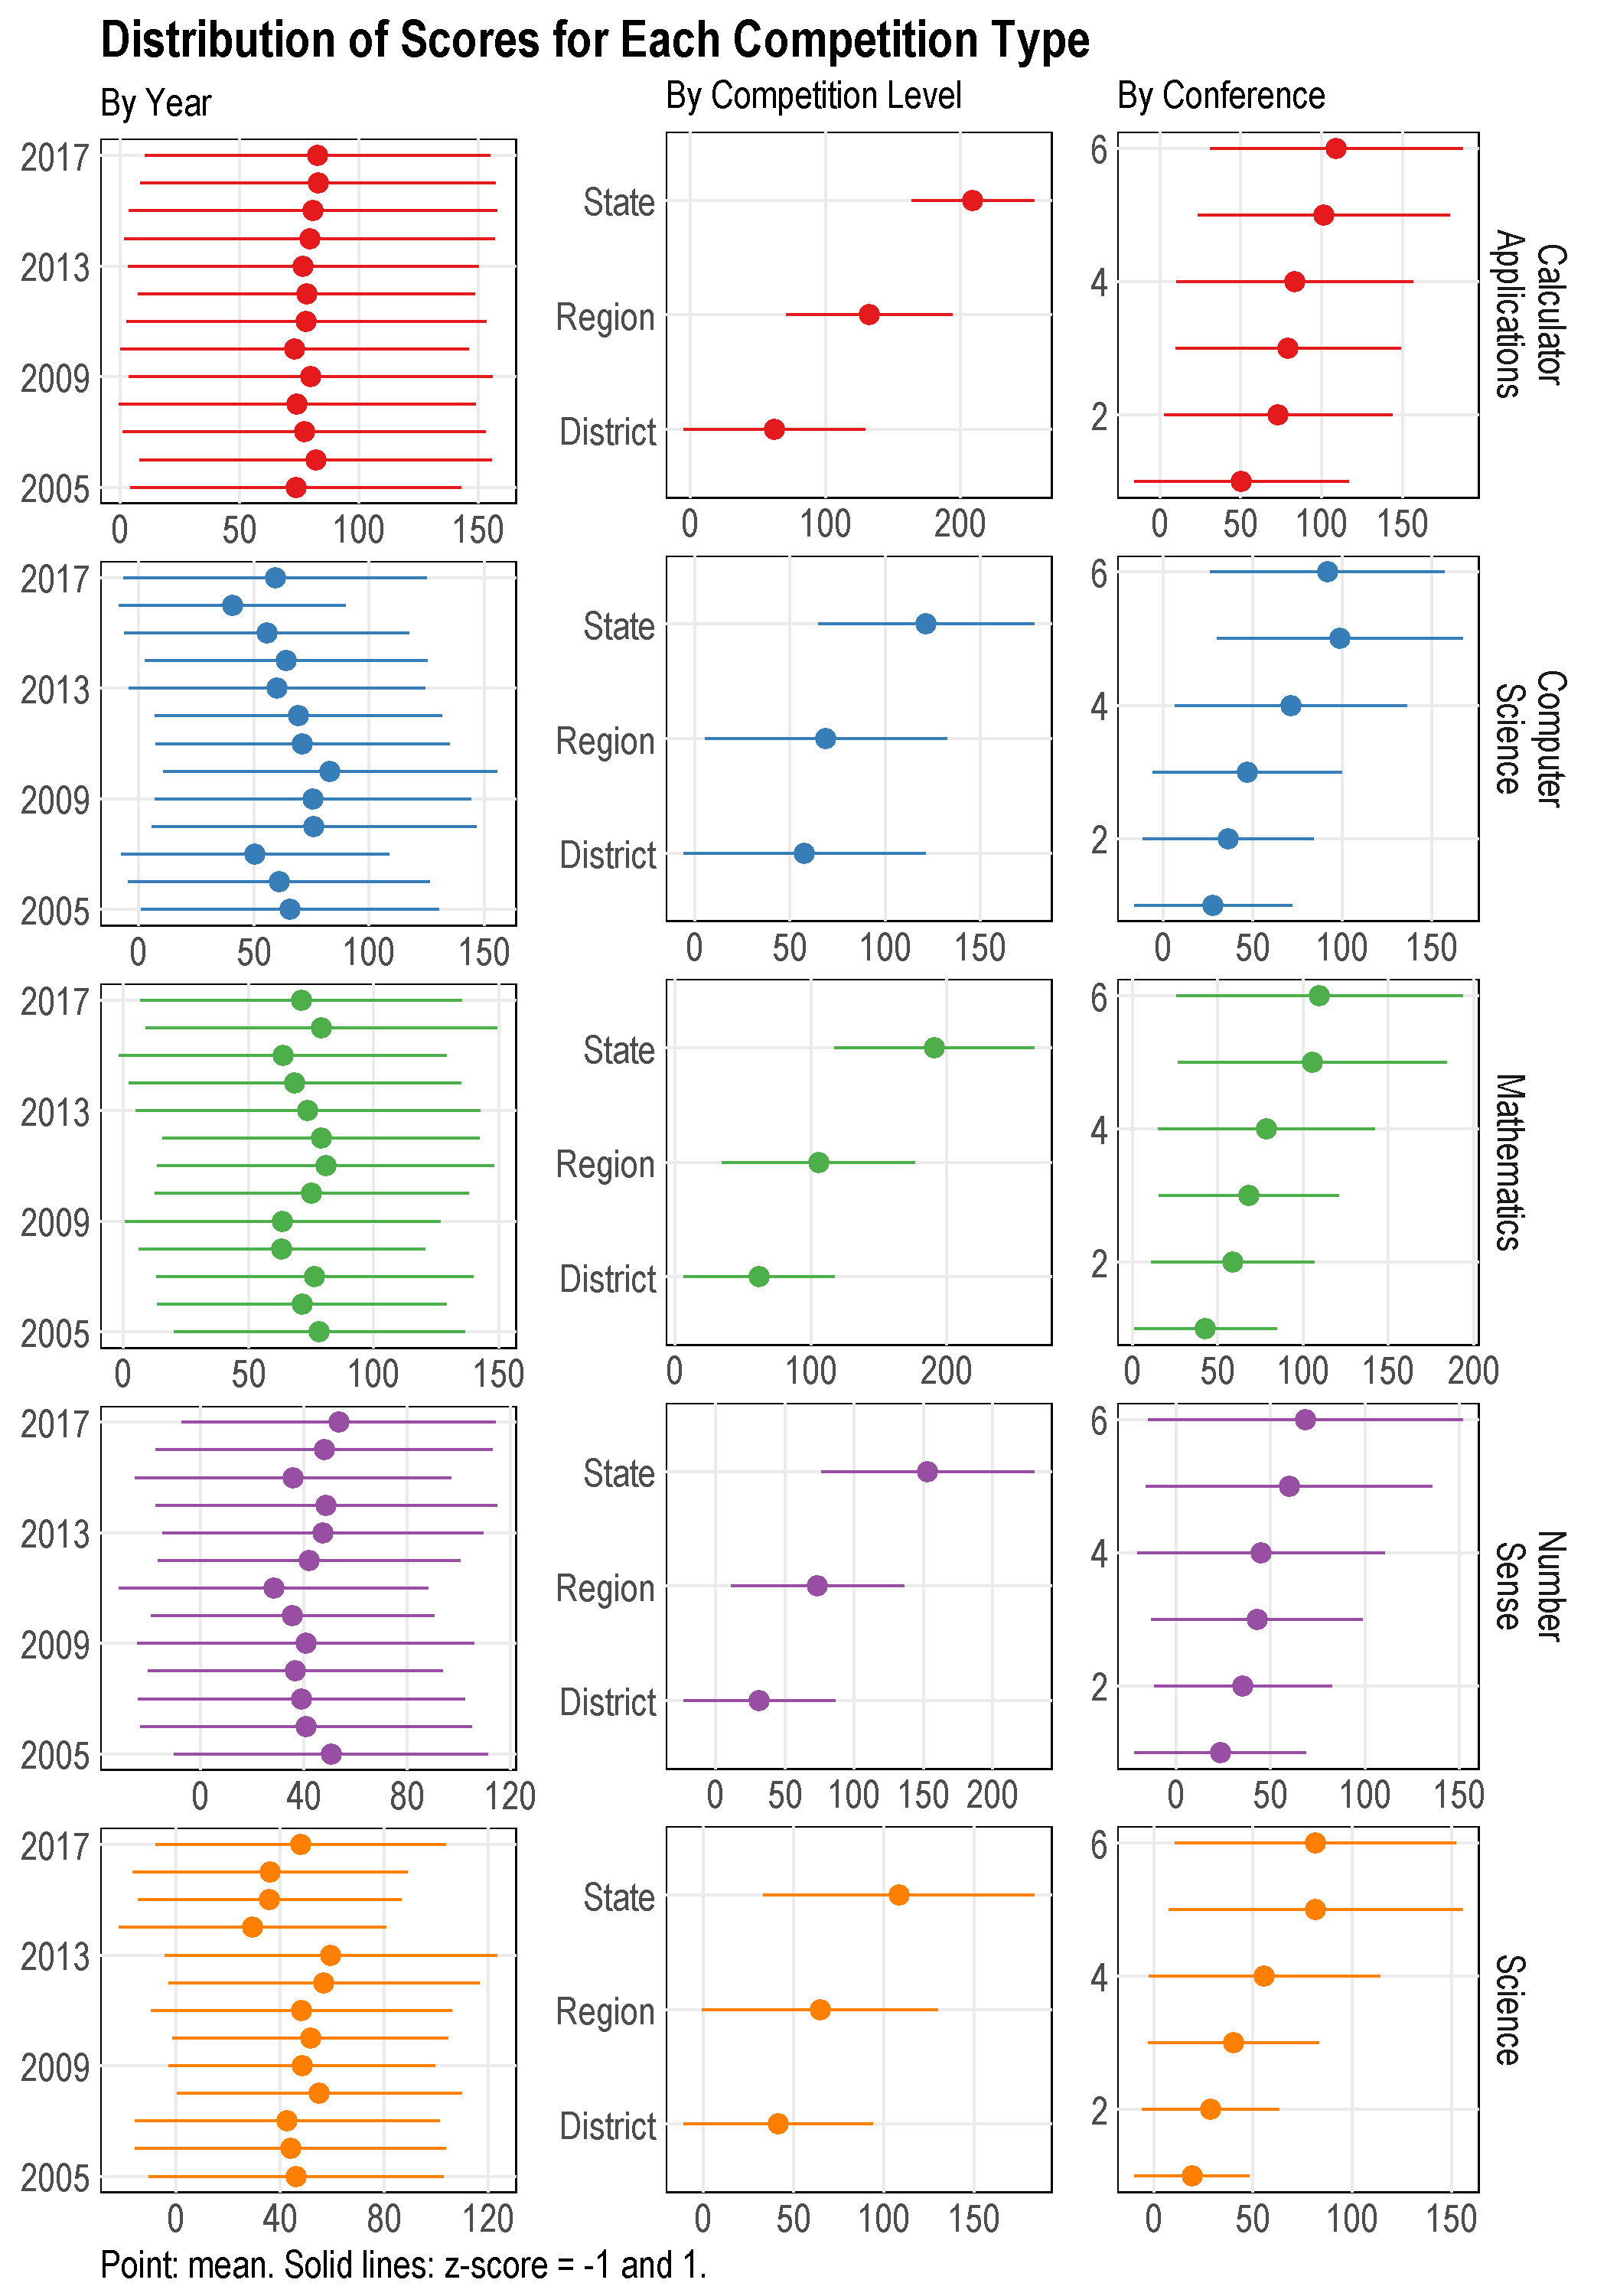 Distribution of Scores for Each Competition Type
By Year
By Competition Level
By Conference
2017
2013
2009
2005
0 50 100 150
State
Region
District
0 100 200
6
4
2
0 50 100 150
Calculator
Applications
2017
2013
2009
2005
0 50 100 150
State
Region
District
0 50 100 150
6
4
2
0 50 100 150
Computer
Science
2017
2013
2009
2005
0 50 100 150
State
Region
District
0 100 200
6
4
2
0 50 100 150 200
Mathematics
2017
2013
2009
2005
0 40 80 120
State
Region
District
0 50 100 150 200
6
4
2
0 50 100 150
Number
Sense
2017
2013
2009
2005
0 40 80 120
State
Region
District
0 50 100 150
6
4
2
0 50 100 150
Science
Point: mean. Solid lines: z-score = -1 and 1.